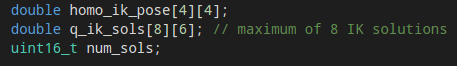 double homo_ik_pose[4][4];
double q_ik_sols[8][6]; // maximum of 8 IK solutions
uint16_t num_sols;